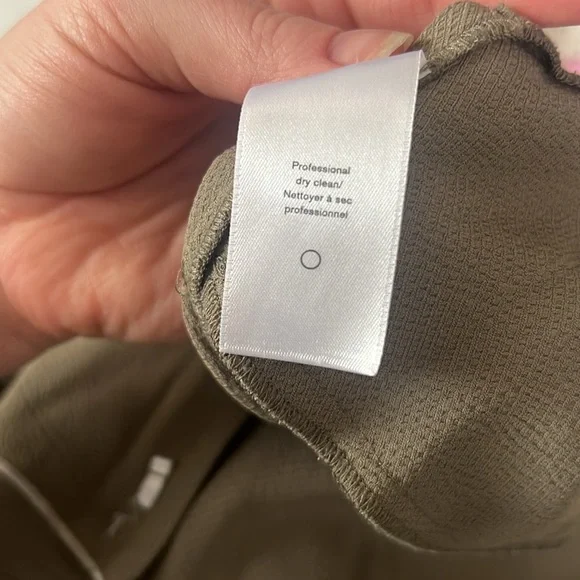 Professional
dry clean/
Nettoyer à sec
professionnel